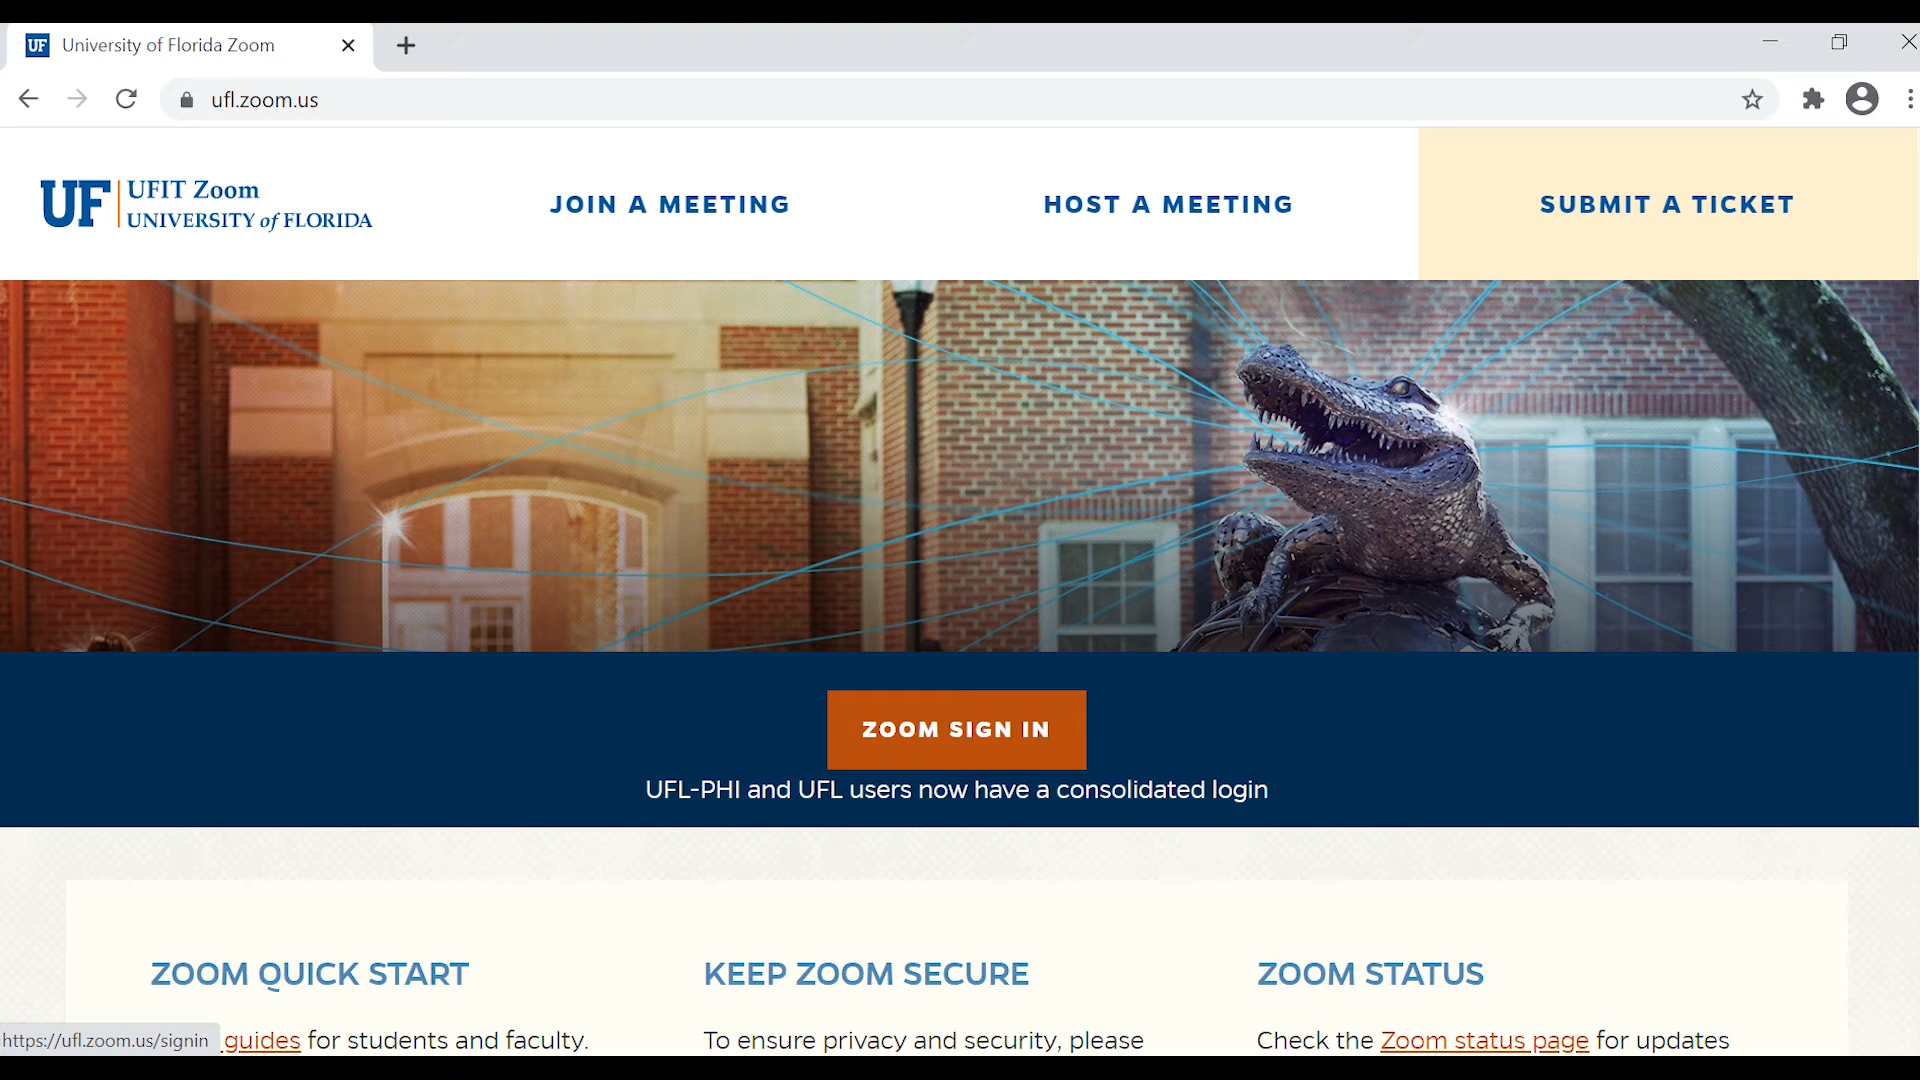 UF University of Florida Zoom
ufl.zoom.us
UF UFIT Zoom
UNIVERSITY of FLORIDA
JOIN A MEETING
HOST A MEETING
SUBMIT A TICKET
ZOOM SIGN IN
UFL-PHI and UFL users now have a consolidated login
ZOOM QUICK START
guides for students and faculty.
KEEP ZOOM SECURE
To ensure privacy and security, please
ZOOM STATUS
Check the Zoom status page for updates
https://ufl.zoom.us/signin